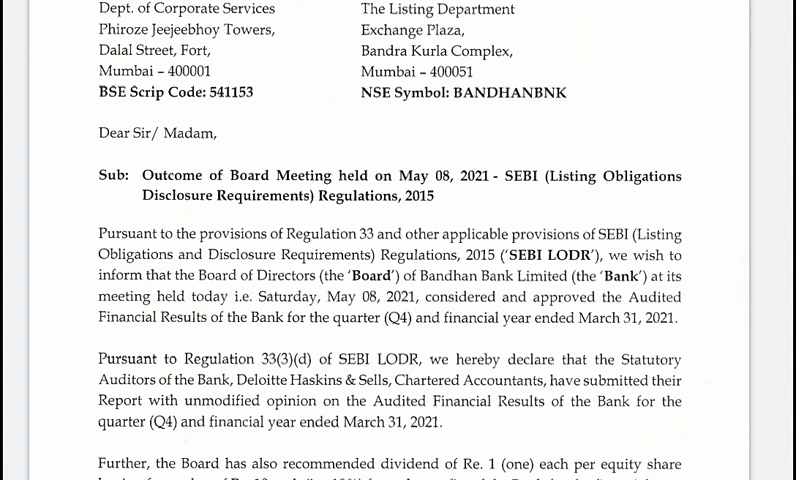 Dept. of Corporate Services
Phiroze Jeejeebhoy Towers,
Dalal Street, Fort,
Mumbai – 400001
BSE Scrip Code: 541153
The Listing Department
Exchange Plaza,
Bandra Kurla Complex,
Mumbai – 400051
NSE Symbol: BANDHANBNK
Dear Sir/ Madam,
Sub: Outcome of Board Meeting held on May 08, 2021 - SEBI (Listing Obligations
Disclosure Requirements) Regulations, 2015
Pursuant to the provisions of Regulation 33 and other applicable provisions of SEBI (Listing
Obligations and Disclosure Requirements) Regulations, 2015 ('SEBI LODR'), we wish to
inform that the Board of Directors (the 'Board') of Bandhan Bank Limited (the 'Bank') at its
meeting held today i.e. Saturday, May 08, 2021, considered and approved the Audited
Financial Results of the Bank for the quarter (Q4) and financial year ended March 31, 2021.
Pursuant to Regulation 33(3)(d) of SEBI LODR, we hereby declare that the Statutory
Auditors of the Bank, Deloitte Haskins & Sells, Chartered Accountants, have submitted their
Report with unmodified opinion on the Audited Financial Results of the Bank for the
quarter (Q4) and financial year ended March 31, 2021.
Further, the Board has also recommended dividend of Re. 1 (one) each per equity share